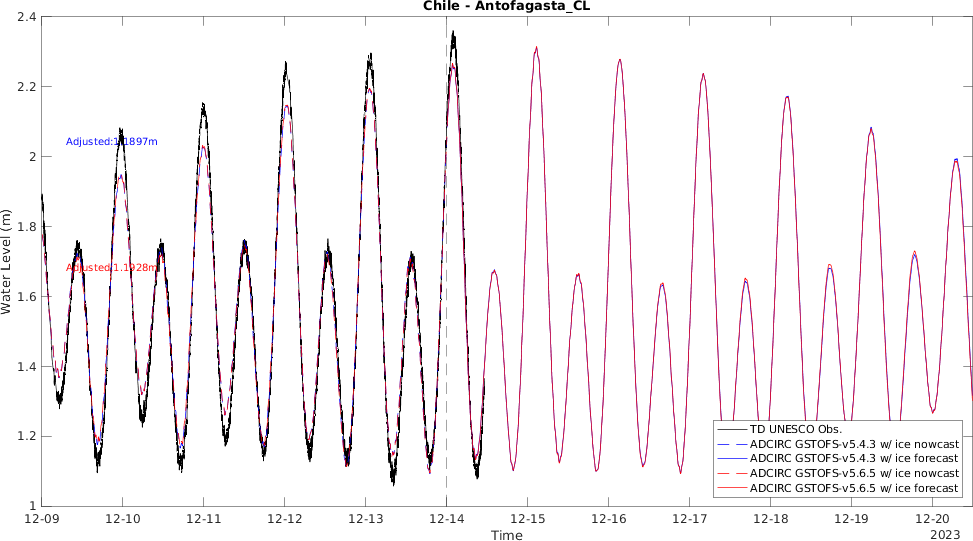 Chile - Antofagasta_CL
2.4
2.2
2
1.8
1.6
1.4
1.2
1
Water Level (m)
Adjusted:1.1897m
Adjusted:1.1928m
TD UNESCO Obs.
ADCIRC GSTOFS-v5.4.3 w/ ice nowcast
ADCIRC GSTOFS-v5.4.3 w/ ice forecast
ADCIRC GSTOFS-v5.6.5 w/ ice nowcast
ADCIRC GSTOFS-v5.6.5 w/ ice forecast
12-09 12-10 12-11 12-12 12-13 12-14 12-15 12-16 12-17 12-18 12-19 12-20
2023
Time